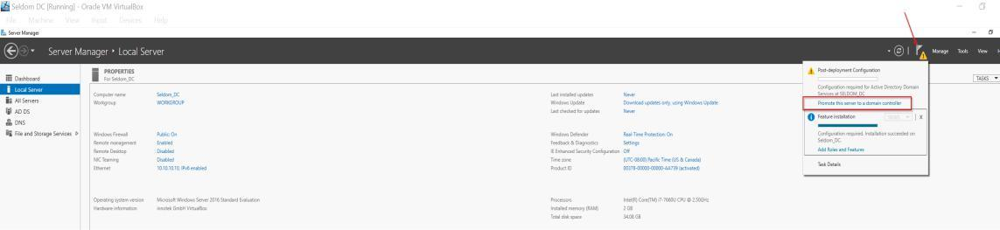 Seldom DC [Running] - Oracle VM VirtualBox
File Machine View Input Devices Help
Server Manager
Server Manager • Local Server
Manage Tools View
Dashboard
Local Server
All Servers
AD DS
DNS
File and Storage Services
PROPERTIES
For Seldom_DC
TASKS
Computer name Seldom_DC
Workgroup WORKGROUP
Last installed updates Never
Windows Update Download updates only, using Windows Update
Last checked for updates Never
Windows Firewall Public: On
Remote management Enabled
Remote Desktop Disabled
NIC Teaming Disabled
Ethernet 10.10.10.10, IPv6 enabled
Windows Defender Real-Time Protection: On
Feedback & Diagnostics Settings
IE Enhanced Security Configuration Off
Time zone (UTC-08:00) Pacific Time (US & Canada)
Product ID 00378-00000-00000-AA739 (activated)
Operating system version Microsoft Windows Server 2016 Standard Evaluation
Hardware information innotek GmbH VirtualBox
Processors Intel(R) Core(TM) i7-7660U CPU @ 2.50GHz
Installed memory (RAM) 2 GB
Total disk space 34.08 GB
Post-deployment Configuration
Configuration required for Active Directory Domain
Services at SELDOM_DC
Promote this server to a domain controller
Feature installation
X
Configuration required. Installation succeeded on
Seldom_DC.
Add Roles and Features
Task Details